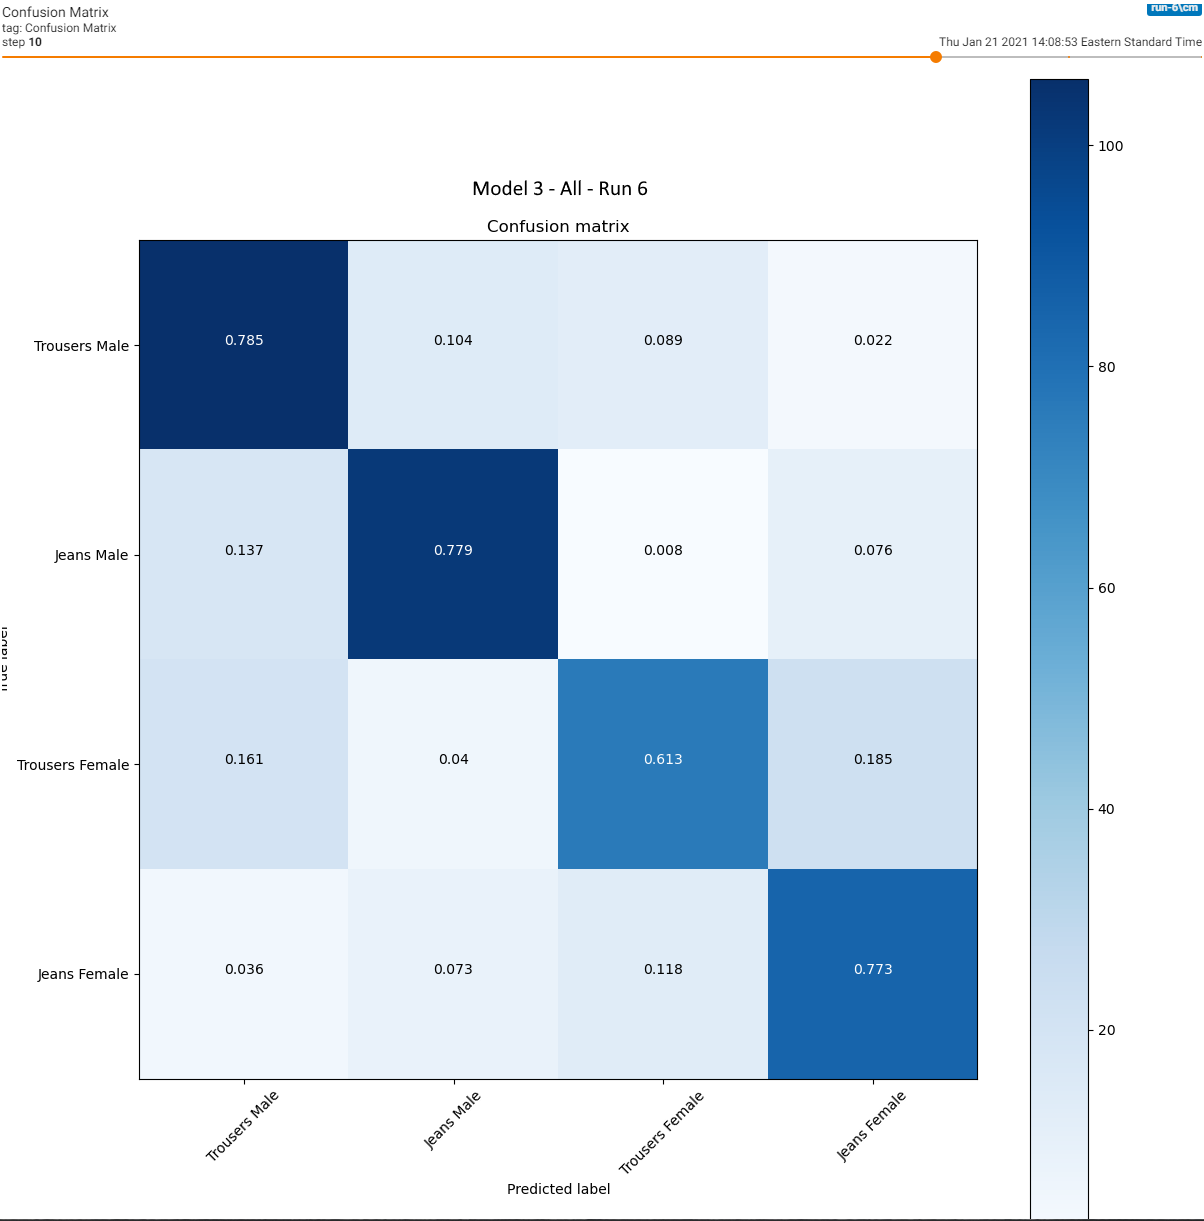 Confusion Matrix
run-6\cm
tag: Confusion Matrix
step 10
Thu Jan 21 2021 14:08:53 Eastern Standard Time
Model 3 - All - Run 6
Confusion matrix
100
80
60
40
20
Trousers Male
0.785 0.104 0.089 0.022
Jeans Male
0.137 0.779 0.008 0.076
True label
Trousers Female
0.161 0.04 0.613 0.185
Jeans Female
0.036 0.073 0.118 0.773
Trousers Male
Jeans Male
Trousers Female
Jeans Female
Predicted label